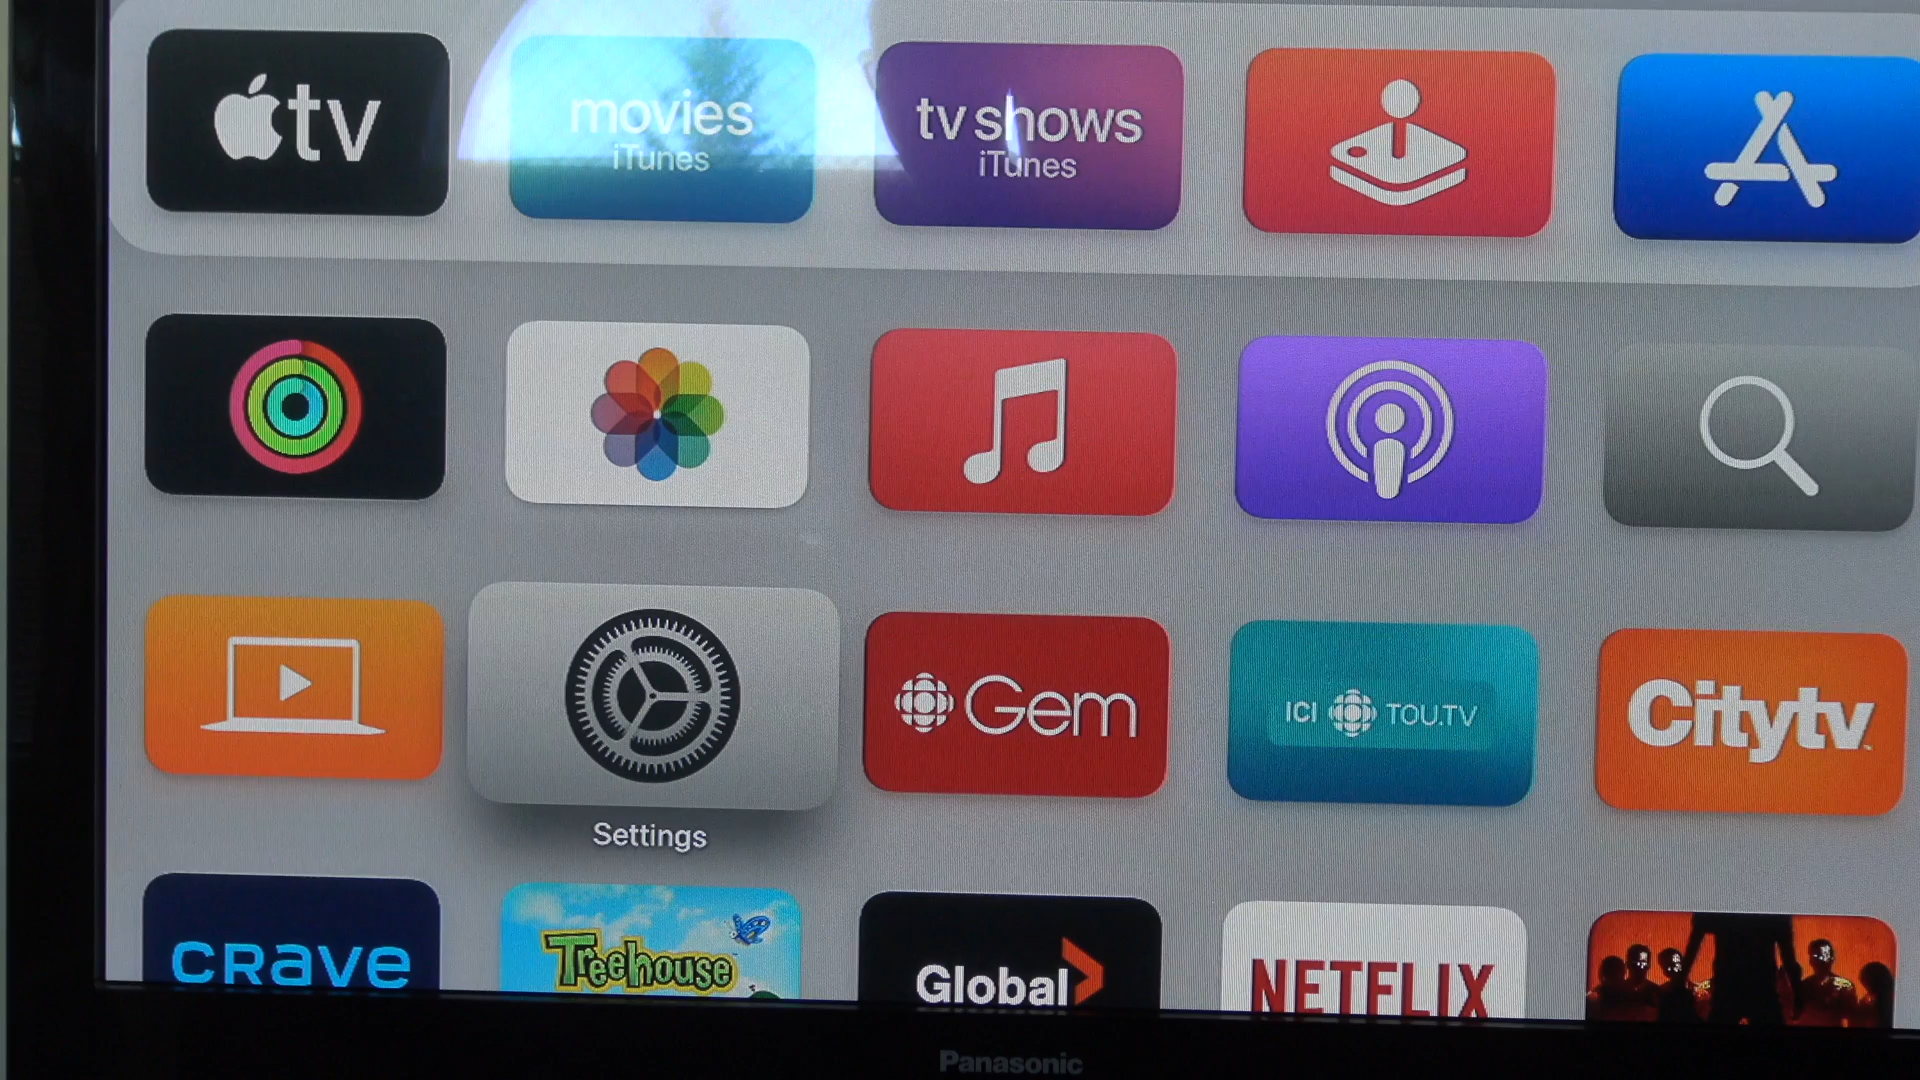 tv
movies
iTunes
tv shows
iTunes
Gem
ICI TOU.TV
Citytv
Settings
CRAVE
Treehouse
Global
NETFLIX
Panasonic